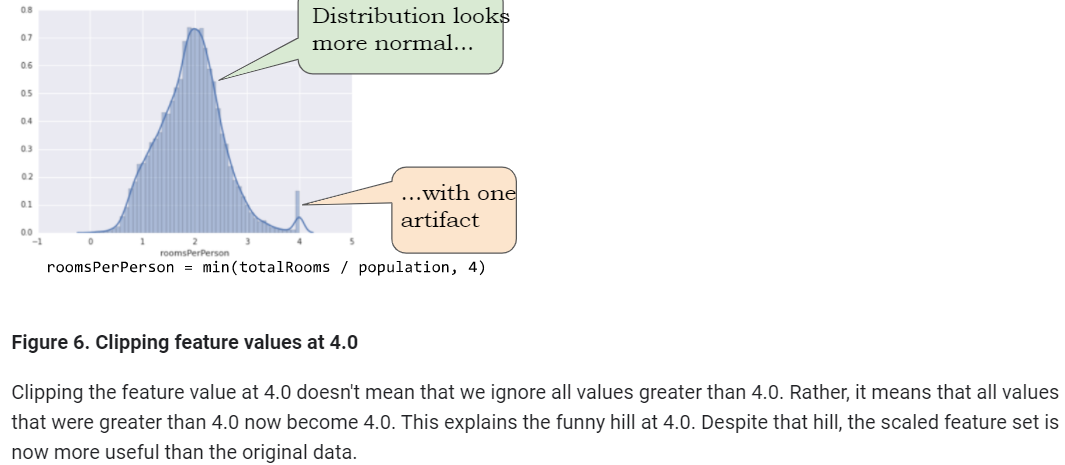 Distribution looks
more normal...
0.8
0.7
0.6
0.5
0.4
0.3
0.2
0.1
0.0
...with one
artifact
−1 0 1 2 3 4 5
roomsPerPerson
roomsPerPerson = min(totalRooms / population, 4)
Figure 6. Clipping feature values at 4.0
Clipping the feature value at 4.0 doesn't mean that we ignore all values greater than 4.0. Rather, it means that all values
that were greater than 4.0 now become 4.0. This explains the funny hill at 4.0. Despite that hill, the scaled feature set is
now more useful than the original data.